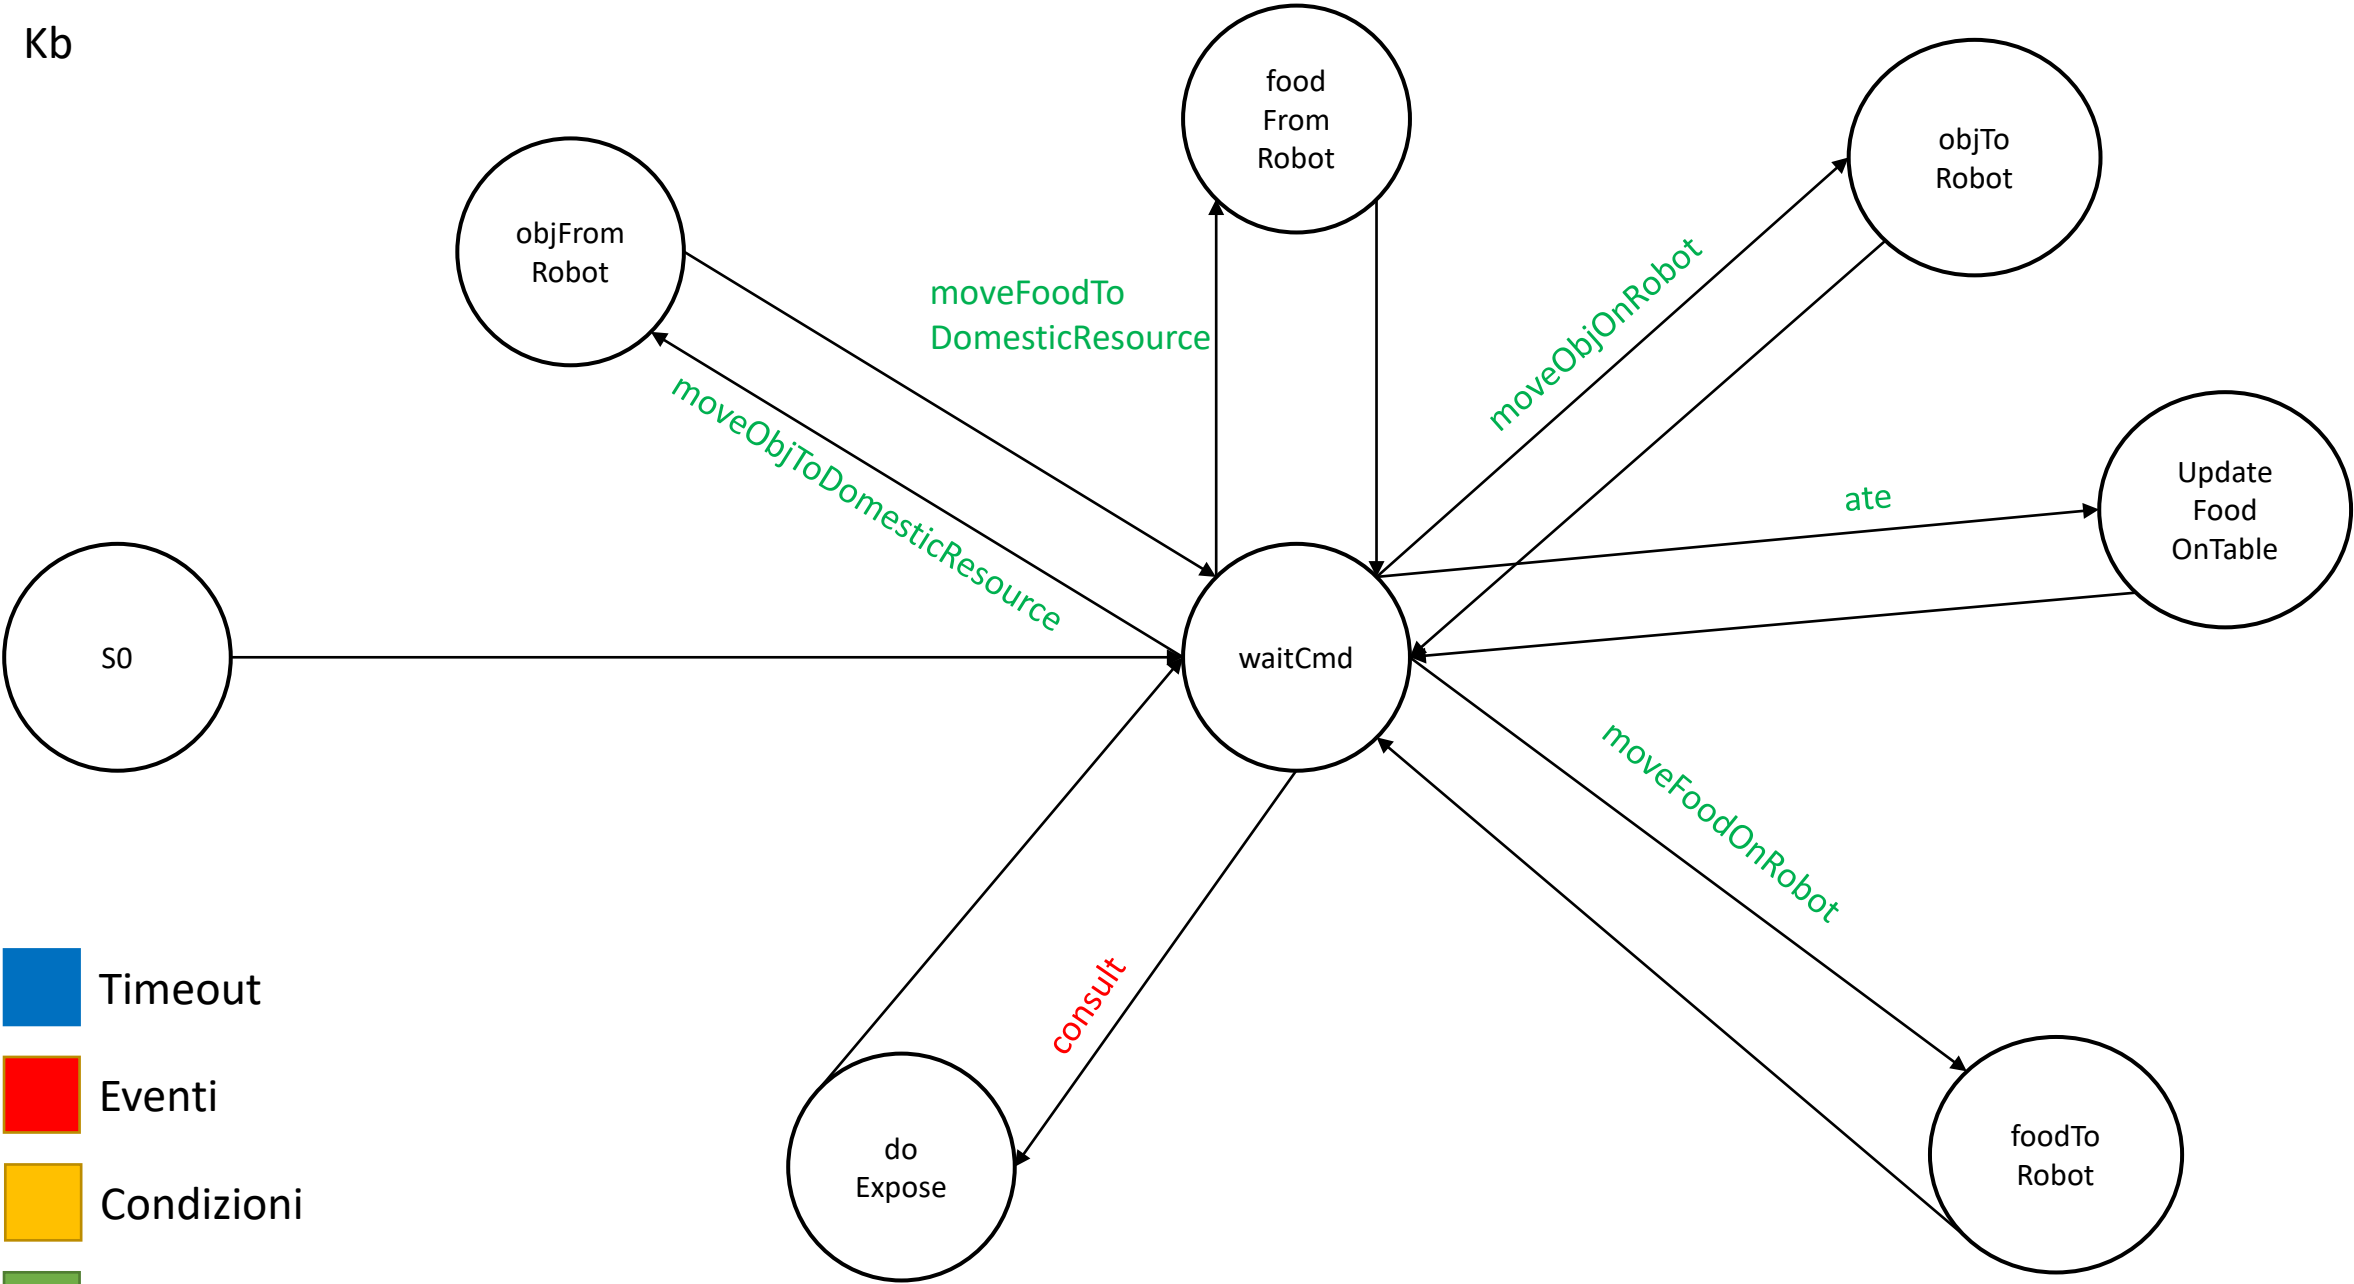 Kb
food
From
Robot
objTo
Robot
objFrom
Robot
moveFoodTo
DomesticResource
moveObjOnRobot
moveObjToDomesticResource
ate
Update
Food
OnTable
S0
waitCmd
moveFoodOnRobot
consult
do
Expose
foodTo
Robot
Timeout
Eventi
Condizioni